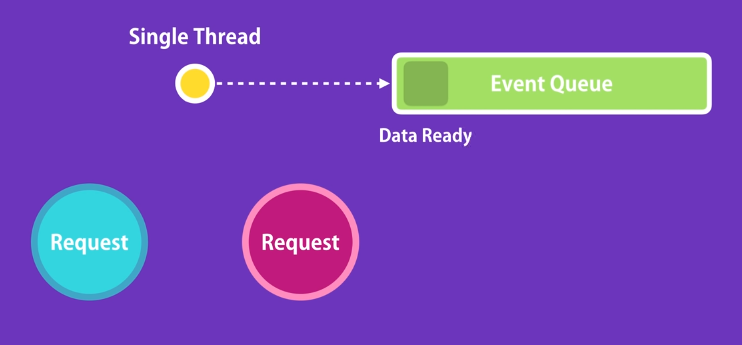 Single Thread
Event Queue
Data Ready
Request
Request